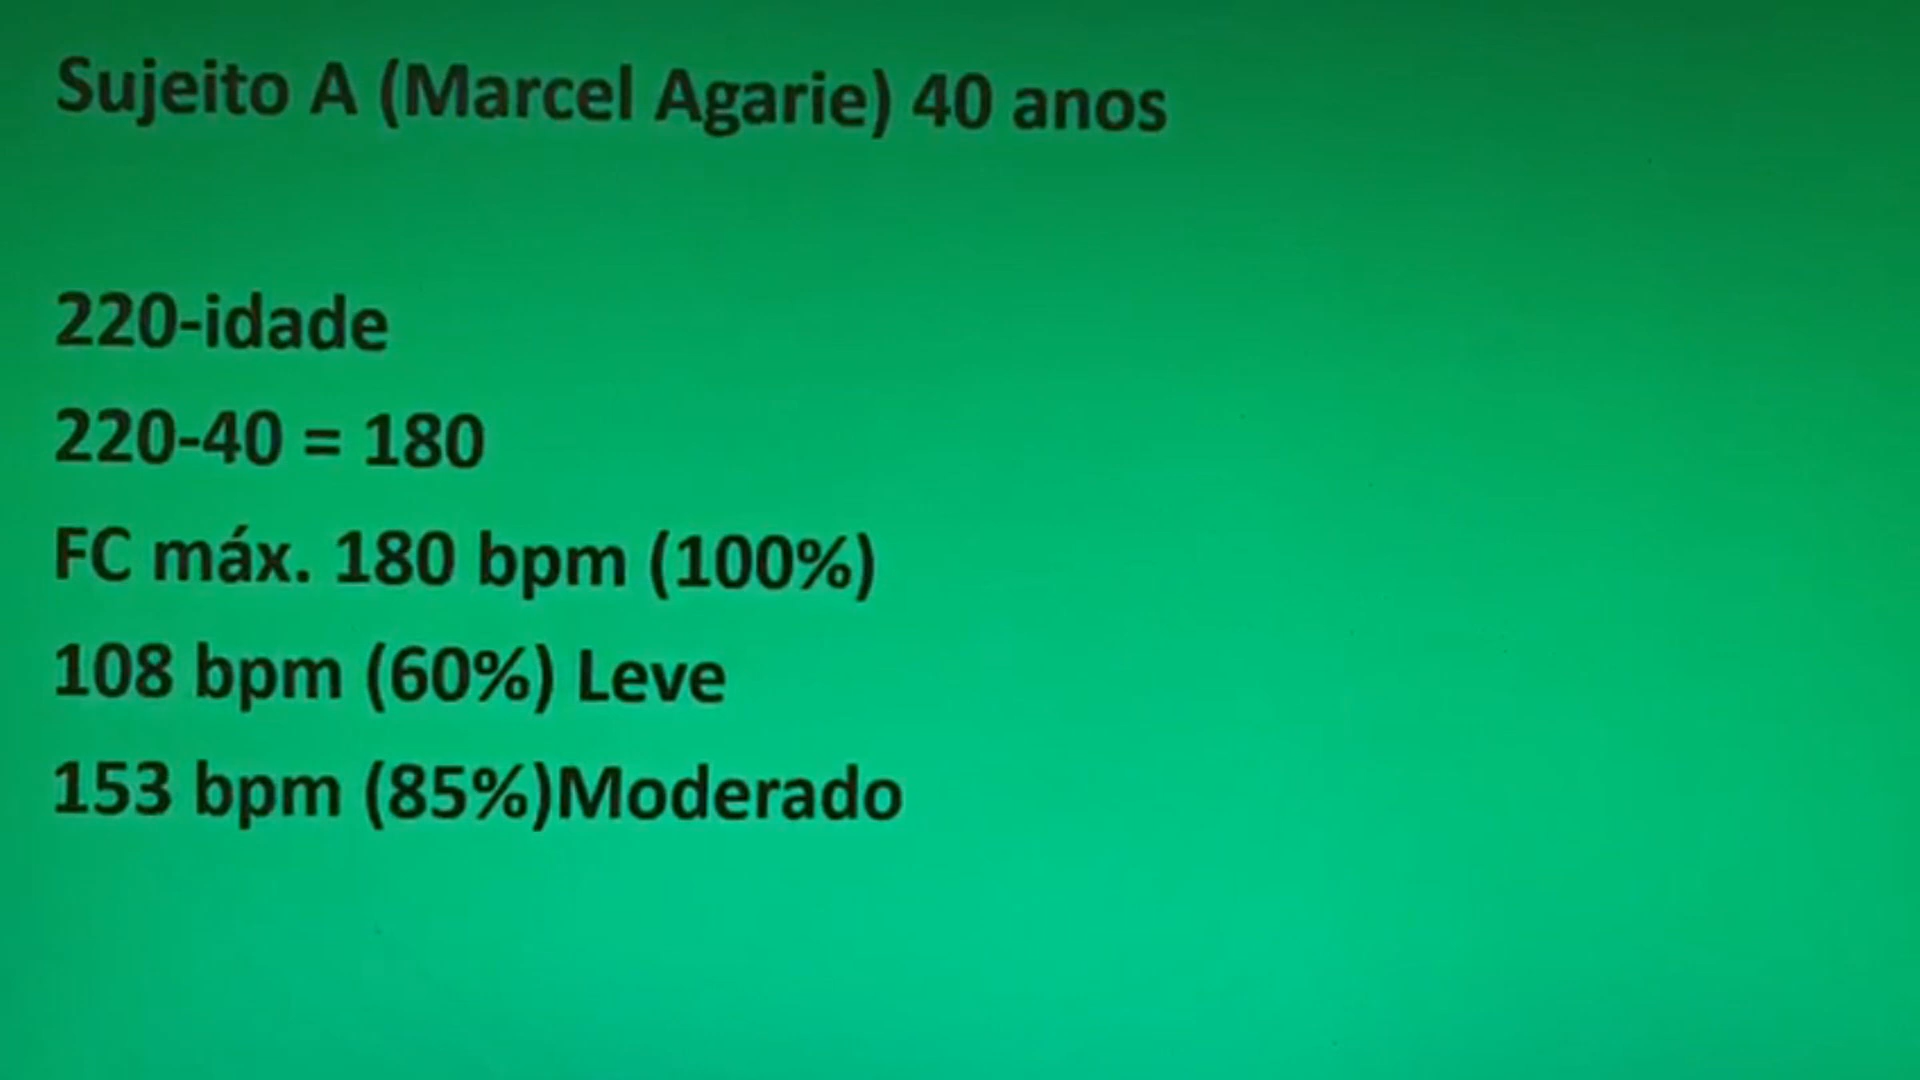 Sujeito A (Marcel Agarie) 40 anos
220-idade
220-40 = 180
FC máx. 180 bpm (100%)
108 bpm (60%) Leve
153 bpm (85%)Moderado